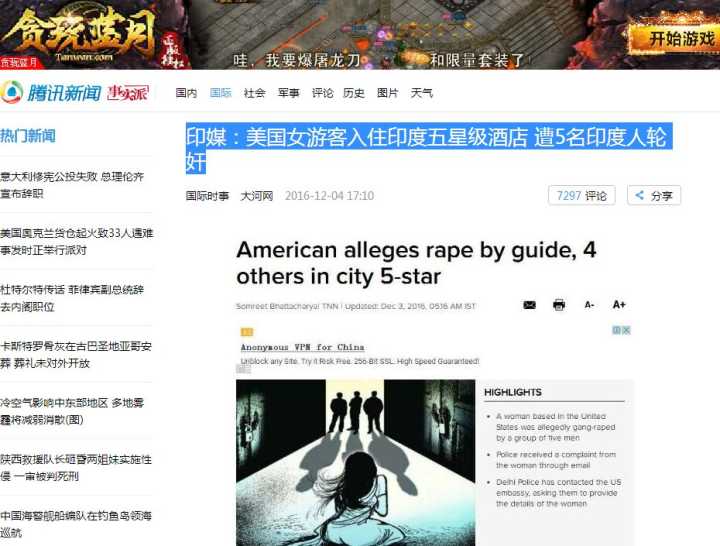 贪玩蓝月
Tanwan.com
正版授权
贪玩蓝月
哇，我要爆屠龙刀
和限量套装了
开始游戏
腾讯新闻 事实派
国内 国际 社会 军事 评论 历史 图片 天气
热门新闻
意大利修宪公投失败 总理伦齐
宣布辞职
美国奥克兰货仓起火致33人遇难
事发时正举行派对
杜特尔特传话 菲律宾副总统辞
去内阁职位
卡斯特罗骨灰在古巴圣地亚哥安
葬 葬礼未对外开放
冷空气影响中东部地区 多地雾
霾将减弱消散(图)
陕西救援队长砸昏两姐妹实施性
侵 一审被判死刑
中国海警舰船编队在钓鱼岛领海
巡航
印媒：美国女游客入住印度五星级酒店 遭5名印度人轮
奸
国际时事 大河网 2016-12-04 17:10
7297 评论
分享
American alleges rape by guide, 4
others in city 5-star
Somreet Bhattacharya| TNN | Updated: Dec 3, 2016, 05.16 AM IST
A- A+
Anonymous VPN for China
Unblock any Site. Try It Risk Free. 256-Bit SSL. High Speed Guaranteed!
HIGHLIGHTS
A woman based in the United
States was allegedly gang-raped
by a group of five men
Police received a complaint from
the woman through email
Delhi Police has contacted the US
embassy, asking them to provide
the details of the woman